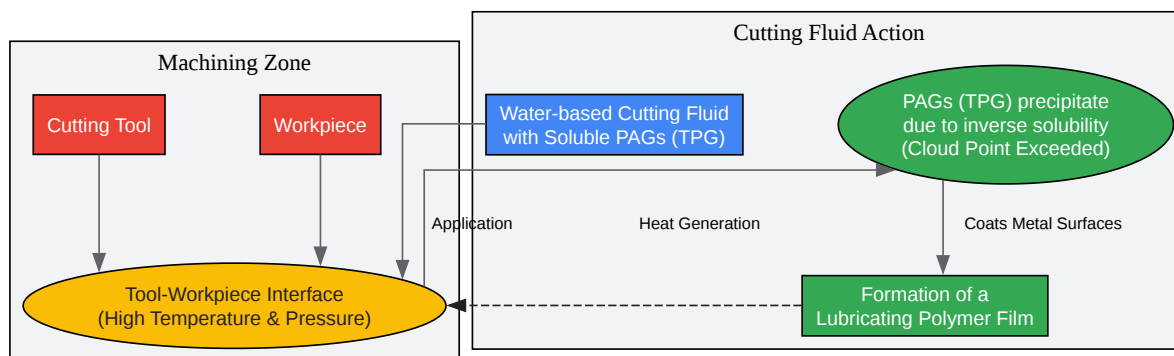 Cutting Fluid Action
Machining Zone
Cutting Tool
Workpiece
Water-based Cutting Fluid
with Soluble PAGs (TPG)
PAGs (TPG) precipitate
due to inverse solubility
(Cloud Point Exceeded)
Application
Heat Generation
Coats Metal Surfaces
Tool-Workpiece Interface
(High Temperature & Pressure)
Formation of a
Lubricating Polymer Film